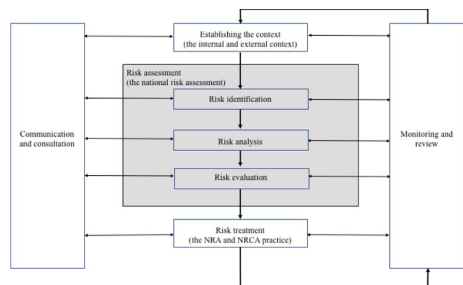 Establishing the context
(the internal and external context)
Risk assessment
(the national risk assessment)
Risk identification
Communication
and consultation
Risk analysis
Monitoring and
review
Risk evaluation
Risk treatment
(the NRA and NRCA practice)